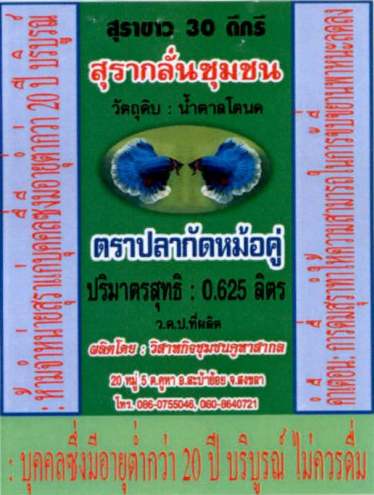 สุราขาว 30 ดีกรี
สุรากลั่นชุมชน
วัตถุดิบ : น้ำตาลโตนด
ตราปลากัดหม้อคู่
ปริมาตรสุทธิ : 0.625 ลิตร
ว.ด.ป.ที่ผลิต
ผลิตโดย : วิสาหกิจชุมชนคูหาสากล
20 หมู่ 5 ต.คูหา อ.สะบ้าย้อย จ.สงขลา
โทร. 086-0755046, 080-8640721
: ห้ามจำหน่ายสุราแก่บุคคลซึ่งมีอายุต่ำกว่า 20 ปี บริบูรณ์
คำเตือน: การดื่มสุราทำให้ความสามารถในการขับขี่ยานพาหนะลดลง
: บุคคลซึ่งมีอายุต่ำกว่า 20 ปี บริบูรณ์ ไม่ควรดื่ม